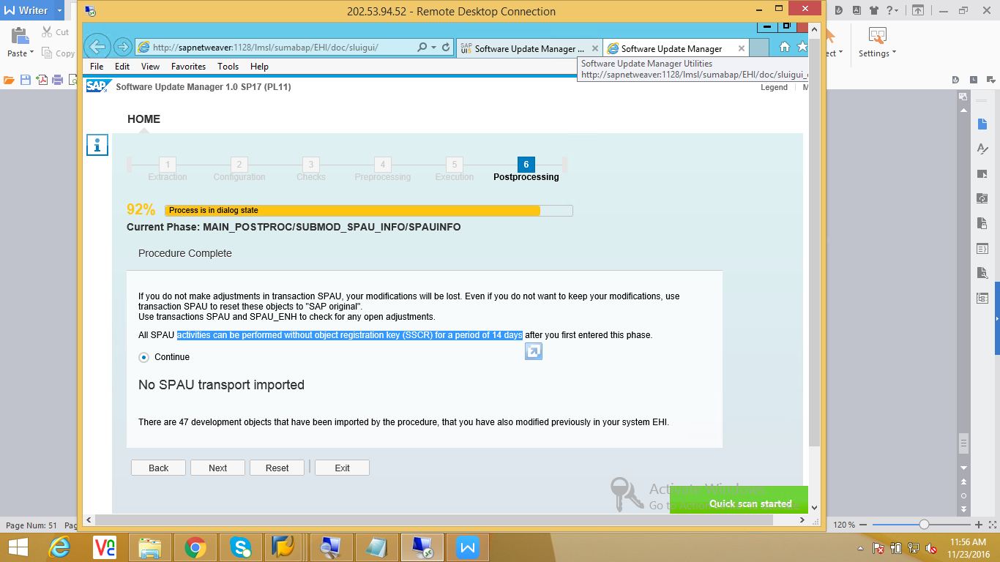 Writer
202.53.94.52 - Remote Desktop Connection
Cut
Paste
Copy
Settings
http://sapnetweaver:1128/lmsl/sumabap/EHI/doc/sluigui/
Software Update Manager ...
Software Update Manager
File Edit View Favorites Tools Help
Software Update Manager Utilities
http://sapnetweaver:1128/lmsl/sumabap/EHI/doc/sluigui_
SAP Software Update Manager 1.0 SP17 (PL11)
Legend
HOME
1 2 3 4 5 6
Extraction Configuration Checks Preprocessing Execution Postprocessing
92% Process is in dialog state
Current Phase: MAIN_POSTPROC/SUBMOD_SPAU_INFO/SPAUINFO
Procedure Complete
If you do not make adjustments in transaction SPAU, your modifications will be lost. Even if you do not want to keep your modifications, use
transaction SPAU to reset these objects to "SAP original".
Use transactions SPAU and SPAU_ENH to check for any open adjustments.
All SPAU activities can be performed without object registration key (SSCR) for a period of 14 days after you first entered this phase.
Continue
No SPAU transport imported
There are 47 development objects that have been imported by the procedure, that you have also modified previously in your system EHI.
Back Next Reset Exit
Activate Windows
Go to Action
Quick scan started
Page Num: 51 Pag
120 %
11:56 AM
11/23/2016